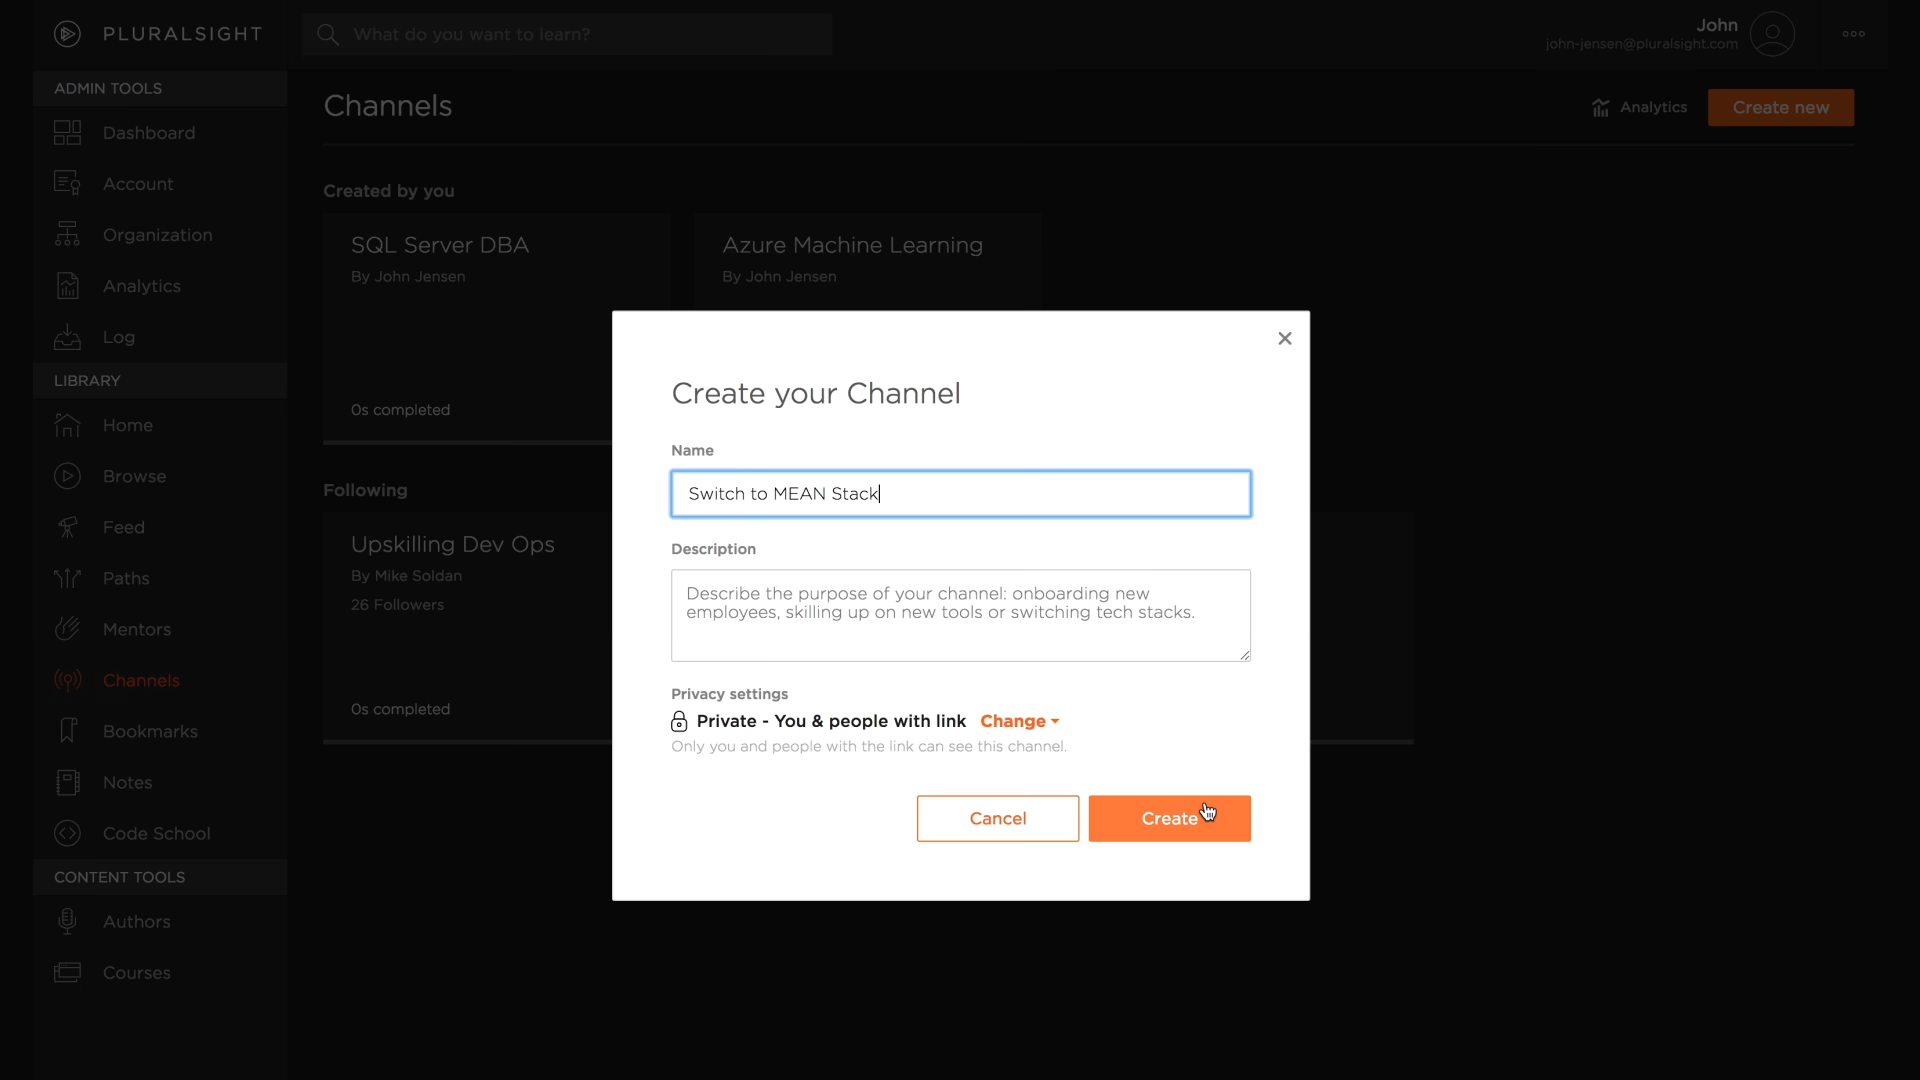 PLURALSIGHT
What do you want to learn?
John
john-jensen@pluralsight.com
ADMIN TOOLS
Dashboard
Account
Organization
Analytics
Log
LIBRARY
Home
Browse
Feed
Paths
Mentors
Channels
Bookmarks
Notes
Code School
CONTENT TOOLS
Authors
Courses
Channels
Analytics
Create new
Created by you
SQL Server DBA
By John Jensen
0s completed
Azure Machine Learning
By John Jensen
Following
Upskilling Dev Ops
By Mike Soldan
26 Followers
0s completed
Create your Channel
Name
Switch to MEAN Stack
Description
Describe the purpose of your channel: onboarding new
employees, skilling up on new tools or switching tech stacks.
Privacy settings
Private - You & people with link Change
Only you and people with the link can see this channel.
Cancel
Create